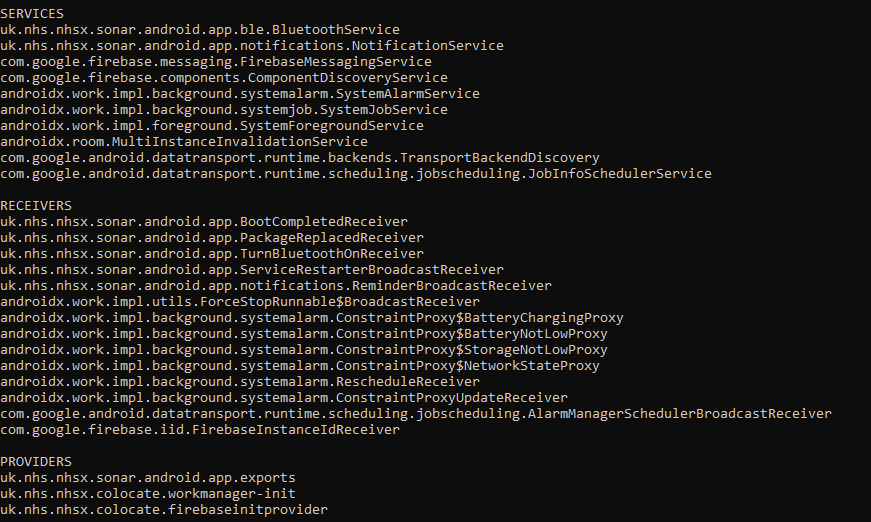 SERVICES
uk.nhs.nhsx.sonar.android.app.ble.BluetoothService
uk.nhs.nhsx.sonar.android.app.notifications.NotificationService
com.google.firebase.messaging.FirebaseMessagingService
com.google.firebase.components.ComponentDiscoveryService
androidx.work.impl.background.systemalarm.SystemAlarmService
androidx.work.impl.background.systemjob.SystemJobService
androidx.work.impl.foreground.SystemForegroundService
androidx.room.MultiInstanceInvalidationService
com.google.android.datatransport.runtime.backends.TransportBackendDiscovery
com.google.android.datatransport.runtime.scheduling.jobscheduling.JobInfoSchedulerService
RECEIVERS
uk.nhs.nhsx.sonar.android.app.BootCompletedReceiver
uk.nhs.nhsx.sonar.android.app.PackageReplacedReceiver
uk.nhs.nhsx.sonar.android.app.TurnBluetoothOnReceiver
uk.nhs.nhsx.sonar.android.app.ServiceRestarterBroadcastReceiver
uk.nhs.nhsx.sonar.android.app.notifications.ReminderBroadcastReceiver
androidx.work.impl.utils.ForceStopRunnable$BroadcastReceiver
androidx.work.impl.background.systemalarm.ConstraintProxy$BatteryChargingProxy
androidx.work.impl.background.systemalarm.ConstraintProxy$BatteryNotLowProxy
androidx.work.impl.background.systemalarm.ConstraintProxy$StorageNotLowProxy
androidx.work.impl.background.systemalarm.ConstraintProxy$NetworkStateProxy
androidx.work.impl.background.systemalarm.RescheduleReceiver
androidx.work.impl.background.systemalarm.ConstraintProxyUpdateReceiver
com.google.android.datatransport.runtime.scheduling.jobscheduling.AlarmManagerSchedulerBroadcastReceiver
com.google.firebase.iid.FirebaseInstanceIdReceiver
PROVIDERS
uk.nhs.nhsx.sonar.android.app.exports
uk.nhs.nhsx.colocate.workmanager-init
uk.nhs.nhsx.colocate.firebaseinitprovider